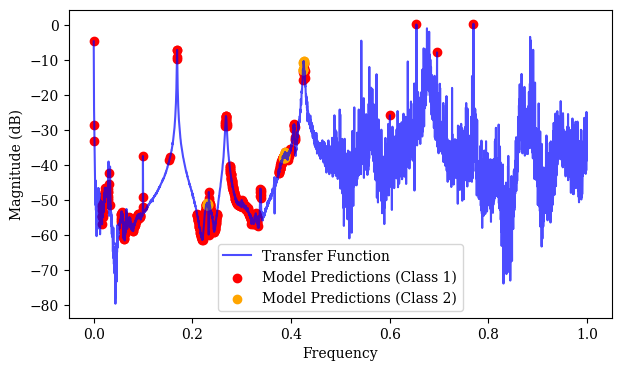 0
−10
−20
−30
−40
−50
−60
−70
−80
Magnitude (dB)
Transfer Function
Model Predictions (Class 1)
Model Predictions (Class 2)
0.0 0.2 0.4 0.6 0.8 1.0
Frequency